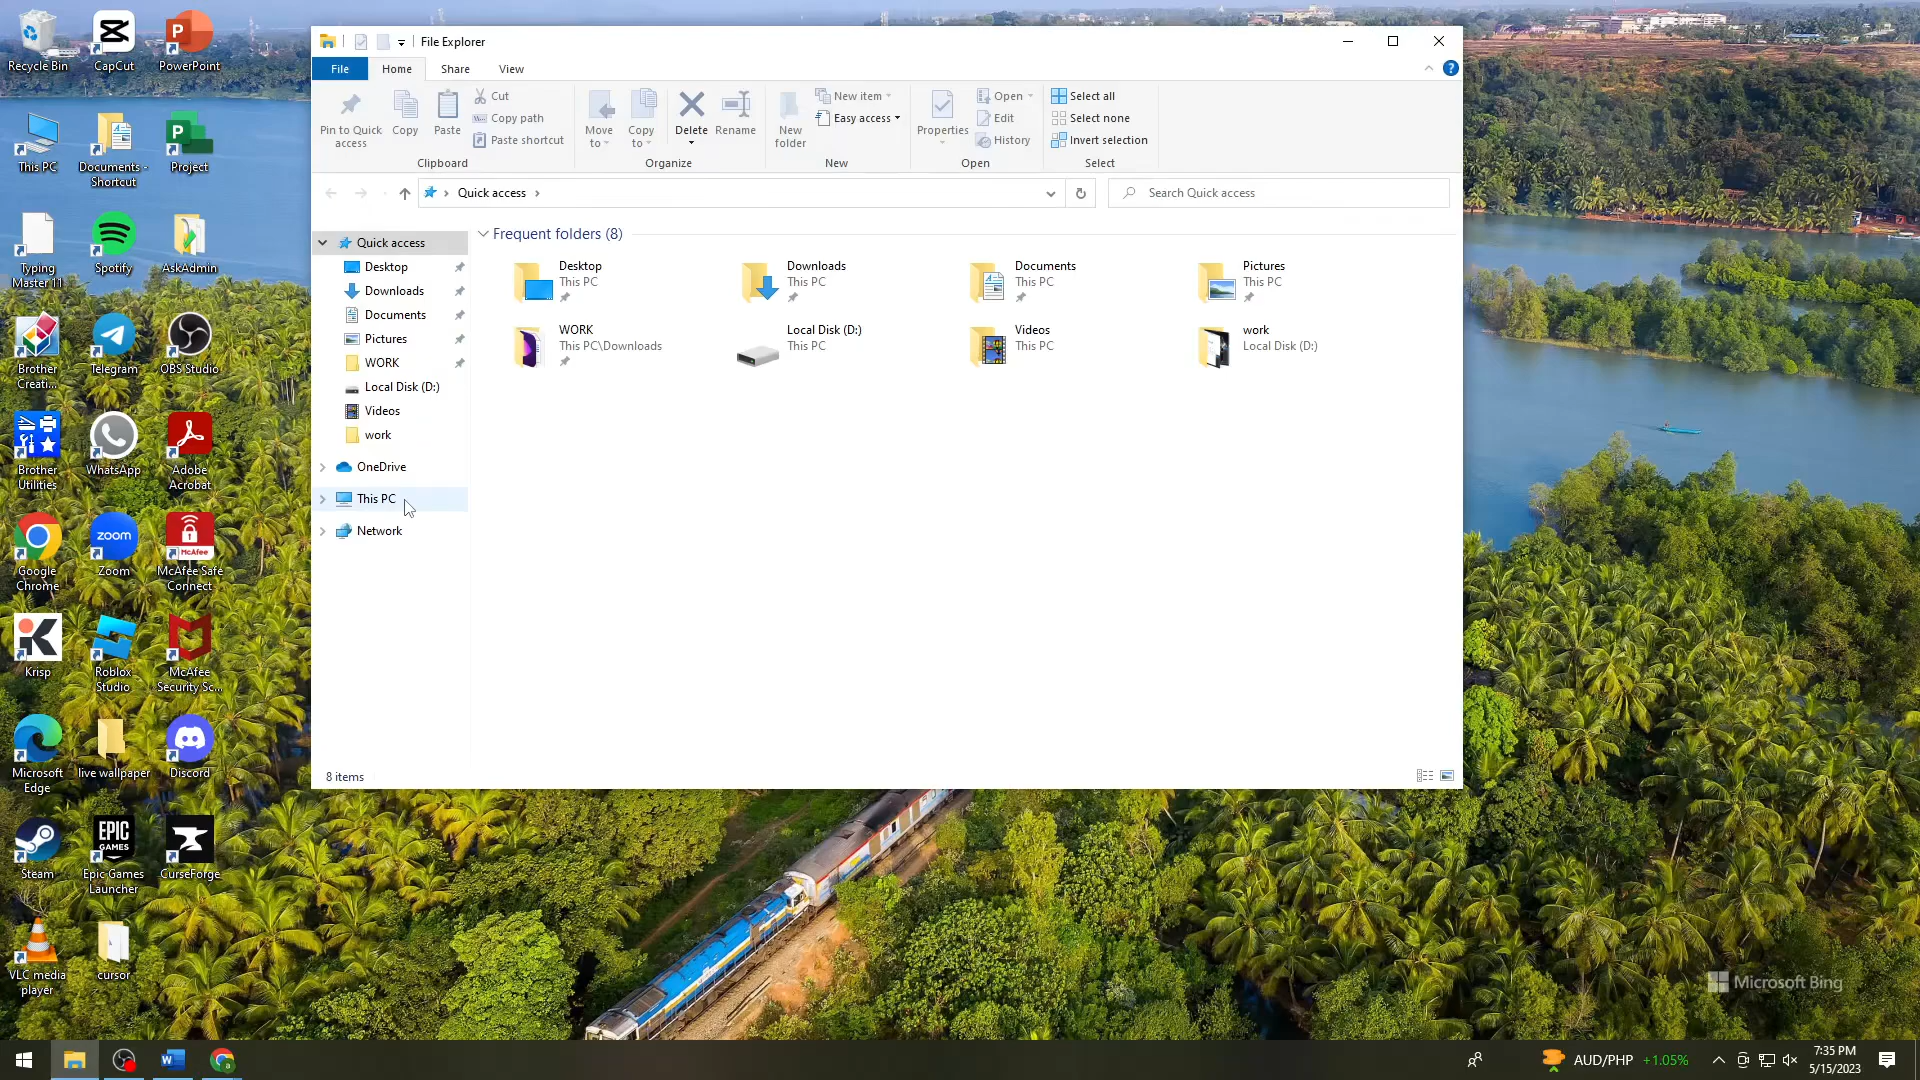 File Explorer
File
Home
Share
View
Pin to Quick
access
Copy
Paste
Cut
Copy path
Paste shortcut
Clipboard
Move
to
Copy
to
Delete
Rename
Organize
New
folder
New item
Easy access
New
Properties
Open
Edit
History
Open
Select all
Select none
Invert selection
Select
Quick access
Search Quick access
Quick access
Desktop
Downloads
Documents
Pictures
WORK
Local Disk (D:)
Videos
work
OneDrive
This PC
Network
Frequent folders (8)
Desktop
This PC
Downloads
This PC
Documents
This PC
Pictures
This PC
WORK
This PC\Downloads
Local Disk (D:)
This PC
Videos
This PC
work
Local Disk (D:)
8 items
Recycle Bin
CapCut
PowerPoint
This PC
Documents -
Shortcut
Project
Typing
Master 11
Spotify
AskAdmin
Brother
Creati...
Telegram
OBS Studio
Brother
Utilities
WhatsApp
Adobe
Acrobat
Google
Chrome
zoom
Zoom
McAfee
McAfee Safe
Connect
Krisp
Roblox
Studio
McAfee
Security Sc...
Microsoft
Edge
live wallpaper
Discord
Steam
EPIC
GAMES
Epic Games
Launcher
CurseForge
VLC media
player
cursor
Microsoft Bing
AUD/PHP +1.05%
7:35 PM
5/15/2023